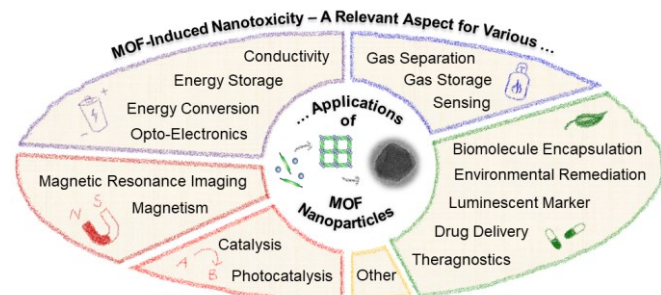 MOF-Induced Nanotoxicity – A Relevant Aspect for Various ...
Conductivity
Energy Storage
Energy Conversion
Opto-Electronics
Gas Separation
Gas Storage
Sensing
... Applications
of
MOF
Nanoparticles
Magnetic Resonance Imaging
Magnetism
N
S
Biomolecule Encapsulation
Environmental Remediation
Luminescent Marker
Drug Delivery
Theragnostics
Catalysis
Photocatalysis
A
B
Other
+
−